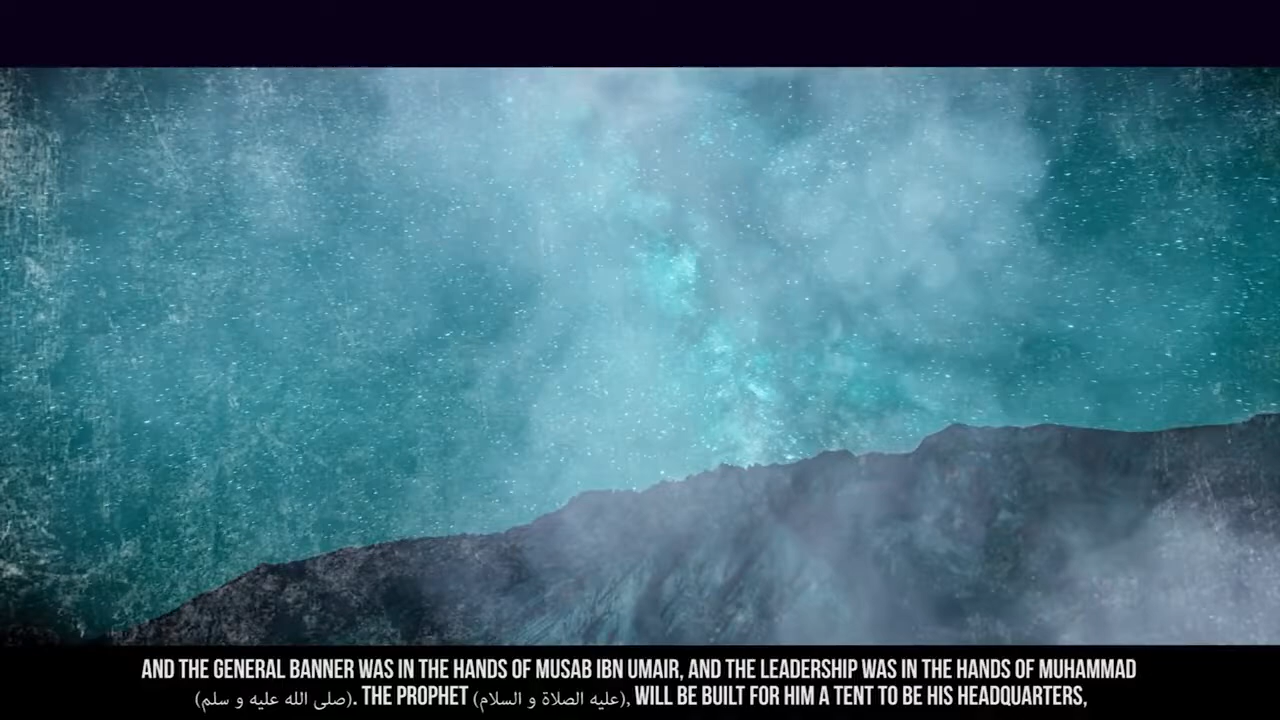 AND THE GENERAL BANNER WAS IN THE HANDS OF MUSAB IBN UMAIR, AND THE LEADERSHIP WAS IN THE HANDS OF MUHAMMAD
(صلى الله عليه و سلم). THE PROPHET (عليه الصلاة و السلام), WILL BE BUILT FOR HIM A TENT TO BE HIS HEADQUARTERS,